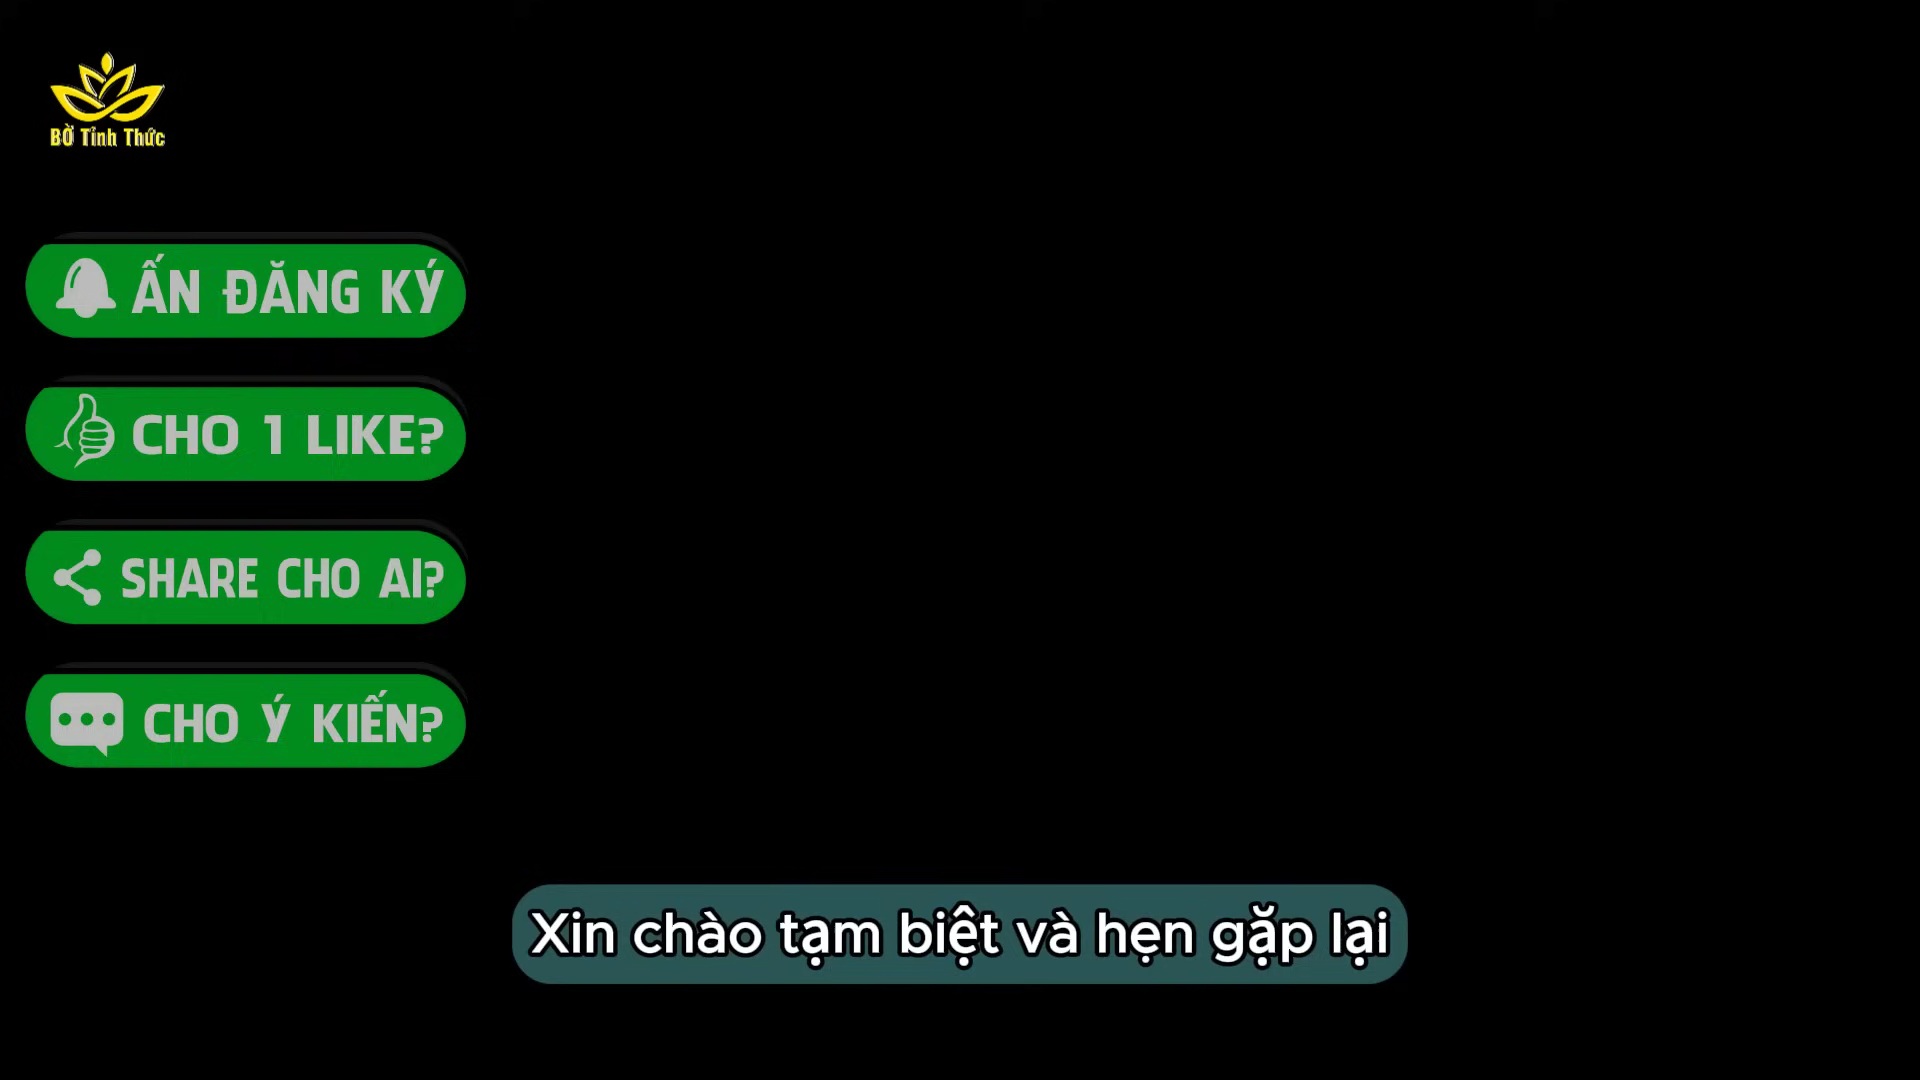 BỜ Tỉnh Thức
ẤN ĐĂNG KÝ
CHO 1 LIKE?
SHARE CHO AI?
CHO Ý KIẾN?
Xin chào tạm biệt và hẹn gặp lại